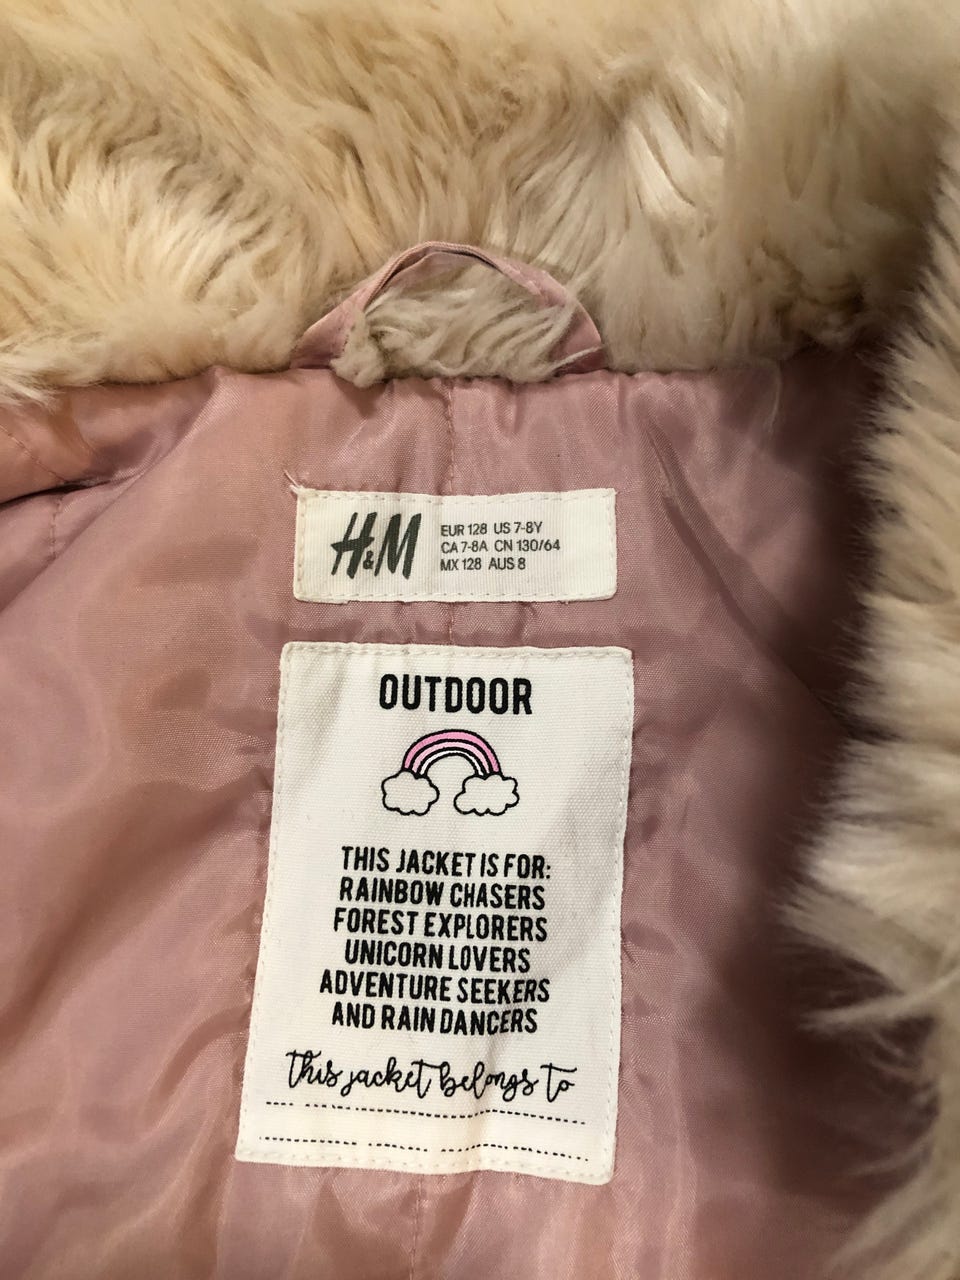 H&M
EUR 128 US 7-8Y
CA 7-8A CN 130/64
MX 128 AUS 8
OUTDOOR
THIS JACKET IS FOR:
RAINBOW CHASERS
FOREST EXPLORERS
UNICORN LOVERS
ADVENTURE SEEKERS
AND RAIN DANCERS
This jacket belongs to